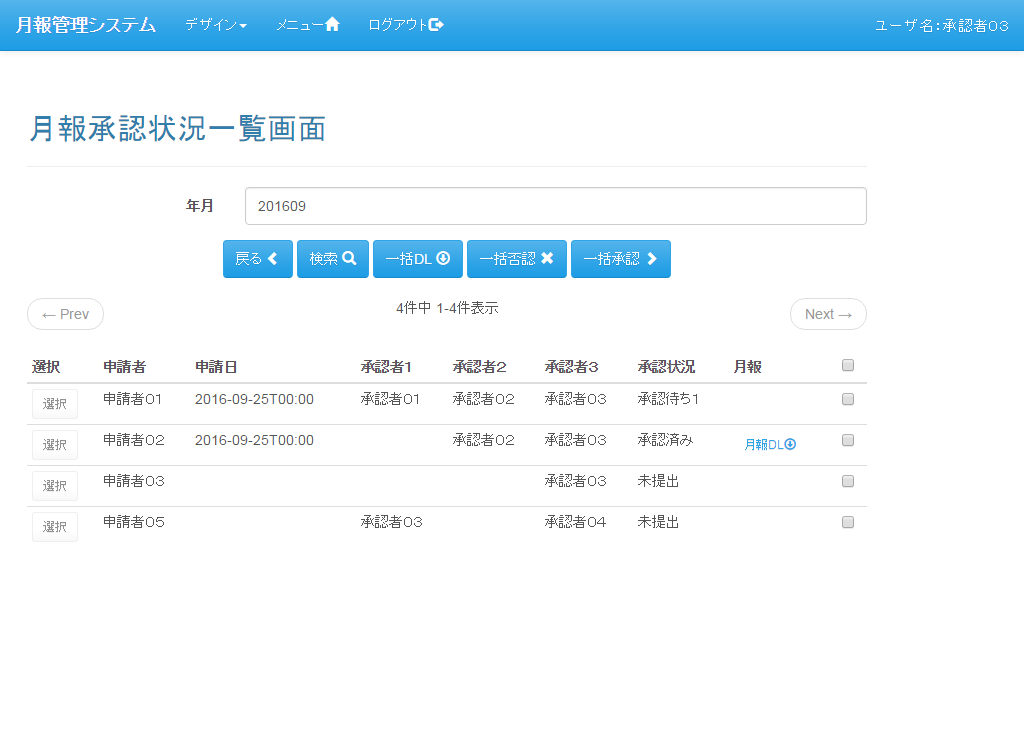 月報管理システム デザイン メニュー ログアウト ユーザ名:承認者03
月報承認状況一覧画面
年月 201609
戻る 検索 一括DL 一括否認 一括承認
← Prev 4件中 1-4件表示 Next →
選択 申請者 申請日 承認者1 承認者2 承認者3 承認状況 月報
選択 申請者01 2016-09-25T00:00 承認者01 承認者02 承認者03 承認待ち1
選択 申請者02 2016-09-25T00:00 承認者02 承認者03 承認済み 月報DL
選択 申請者03 承認者03 未提出
選択 申請者05 承認者03 承認者04 未提出